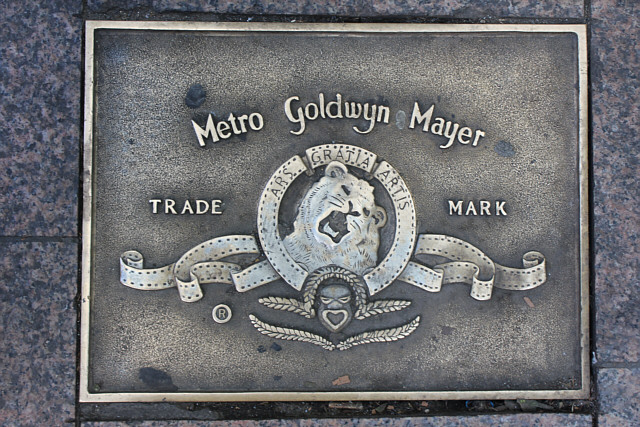 Metro Goldwyn Mayer
ARS GRATIA ARTIS
TRADE MARK
®